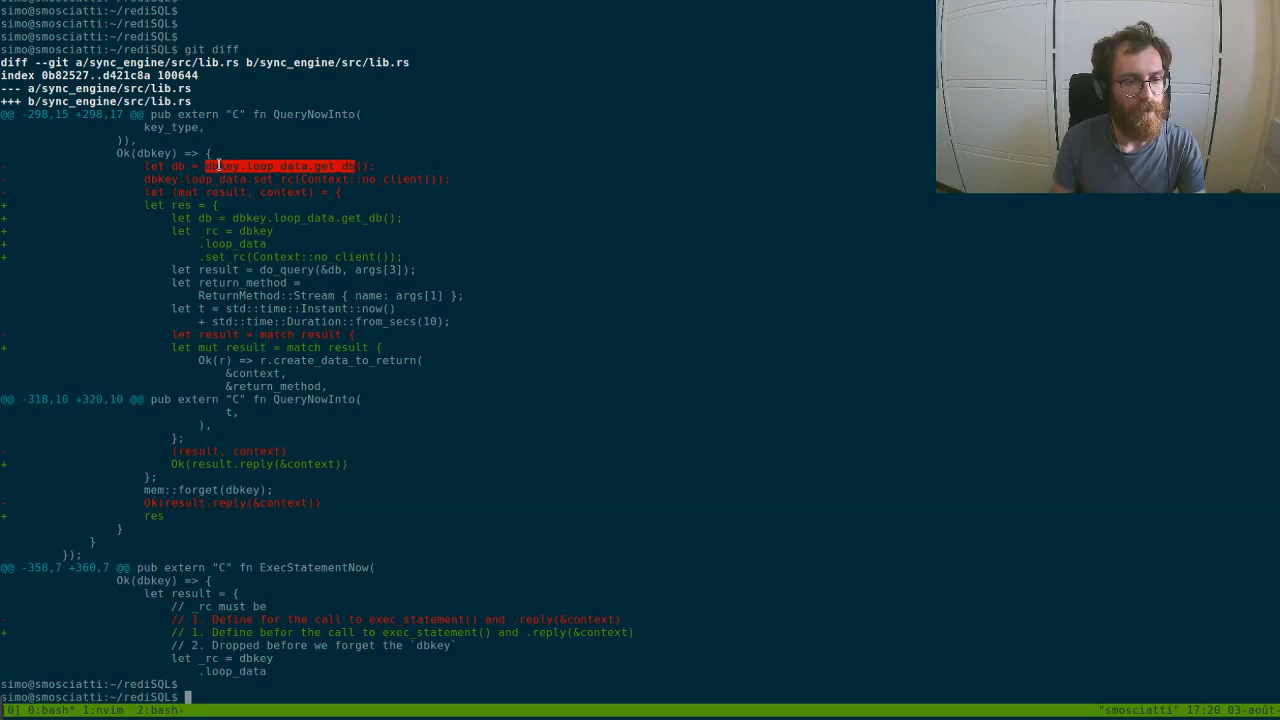 simo@smosciatti:~/rediSQL$
simo@smosciatti:~/rediSQL$
simo@smosciatti:~/rediSQL$
simo@smosciatti:~/rediSQL$ git diff
diff --git a/sync_engine/src/lib.rs b/sync_engine/src/lib.rs
index 0b82527..d421c8a 100644
--- a/sync_engine/src/lib.rs
+++ b/sync_engine/src/lib.rs
@@ -298,15 +298,17 @@ pub extern "C" fn QueryNowInto(
key_type,
)),
Ok(dbkey) => {
- let db = dbkey.loop_data.get_db();
- dbkey.loop_data.set_rc(Context::no_client());
- let (mut result, context) = {
+ let res = {
+ let db = dbkey.loop_data.get_db();
+ let _rc = dbkey
+ .loop_data
+ .set_rc(Context::no_client());
let result = do_query(&db, args[3]);
let return_method =
ReturnMethod::Stream { name: args[1] };
let t = std::time::Instant::now()
+ std::time::Duration::from_secs(10);
- let result = match result {
+ let mut result = match result {
Ok(r) => r.create_data_to_return(
&context,
&return_method,
@@ -318,10 +320,10 @@ pub extern "C" fn QueryNowInto(
t,
),
};
- (result, context)
+ Ok(result.reply(&context))
};
mem::forget(dbkey);
- Ok(result.reply(&context))
+ res
}
}
});
@@ -358,7 +360,7 @@ pub extern "C" fn ExecStatementNow(
Ok(dbkey) => {
let result = {
// _rc must be
- // 1. Define for the call to exec_statement() and .reply(&context)
+ // 1. Define befor the call to exec_statement() and .reply(&context)
// 2. Dropped before we forget the `dbkey`
let _rc = dbkey
.loop_data
simo@smosciatti:~/rediSQL$
simo@smosciatti:~/rediSQL$
[0] 0:bash* 1:nvim 2:bash- "smosciatti" 17:20 03-août-